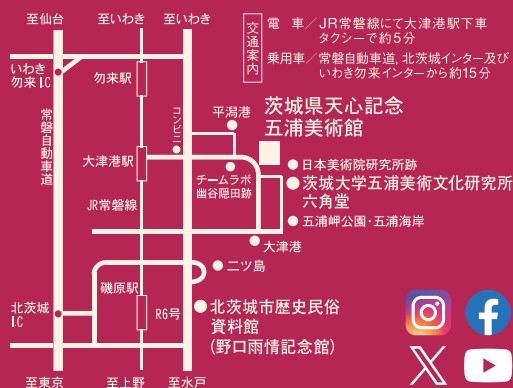 至仙台
至いわき
至いわき
交通案内
電　車／JR常磐線にて大津港駅下車
タクシーで約5分
乗用車／常磐自動車道,北茨城インター及び
いわき勿来インターから約15分
いわき
勿来I.C
勿来駅
コンビニ
平潟港
茨城県天心記念
五浦美術館
常磐自動車道
大津港駅
チームラボ
幽谷隠田跡
日本美術院研究所跡
茨城大学五浦美術文化研究所
六角堂
JR常磐線
五浦岬公園・五浦海岸
大津港
二ツ島
磯原駅
北茨城
I.C
R6号
北茨城市歴史民俗
資料館
(野口雨情記念館)
至東京
至上野
至水戸